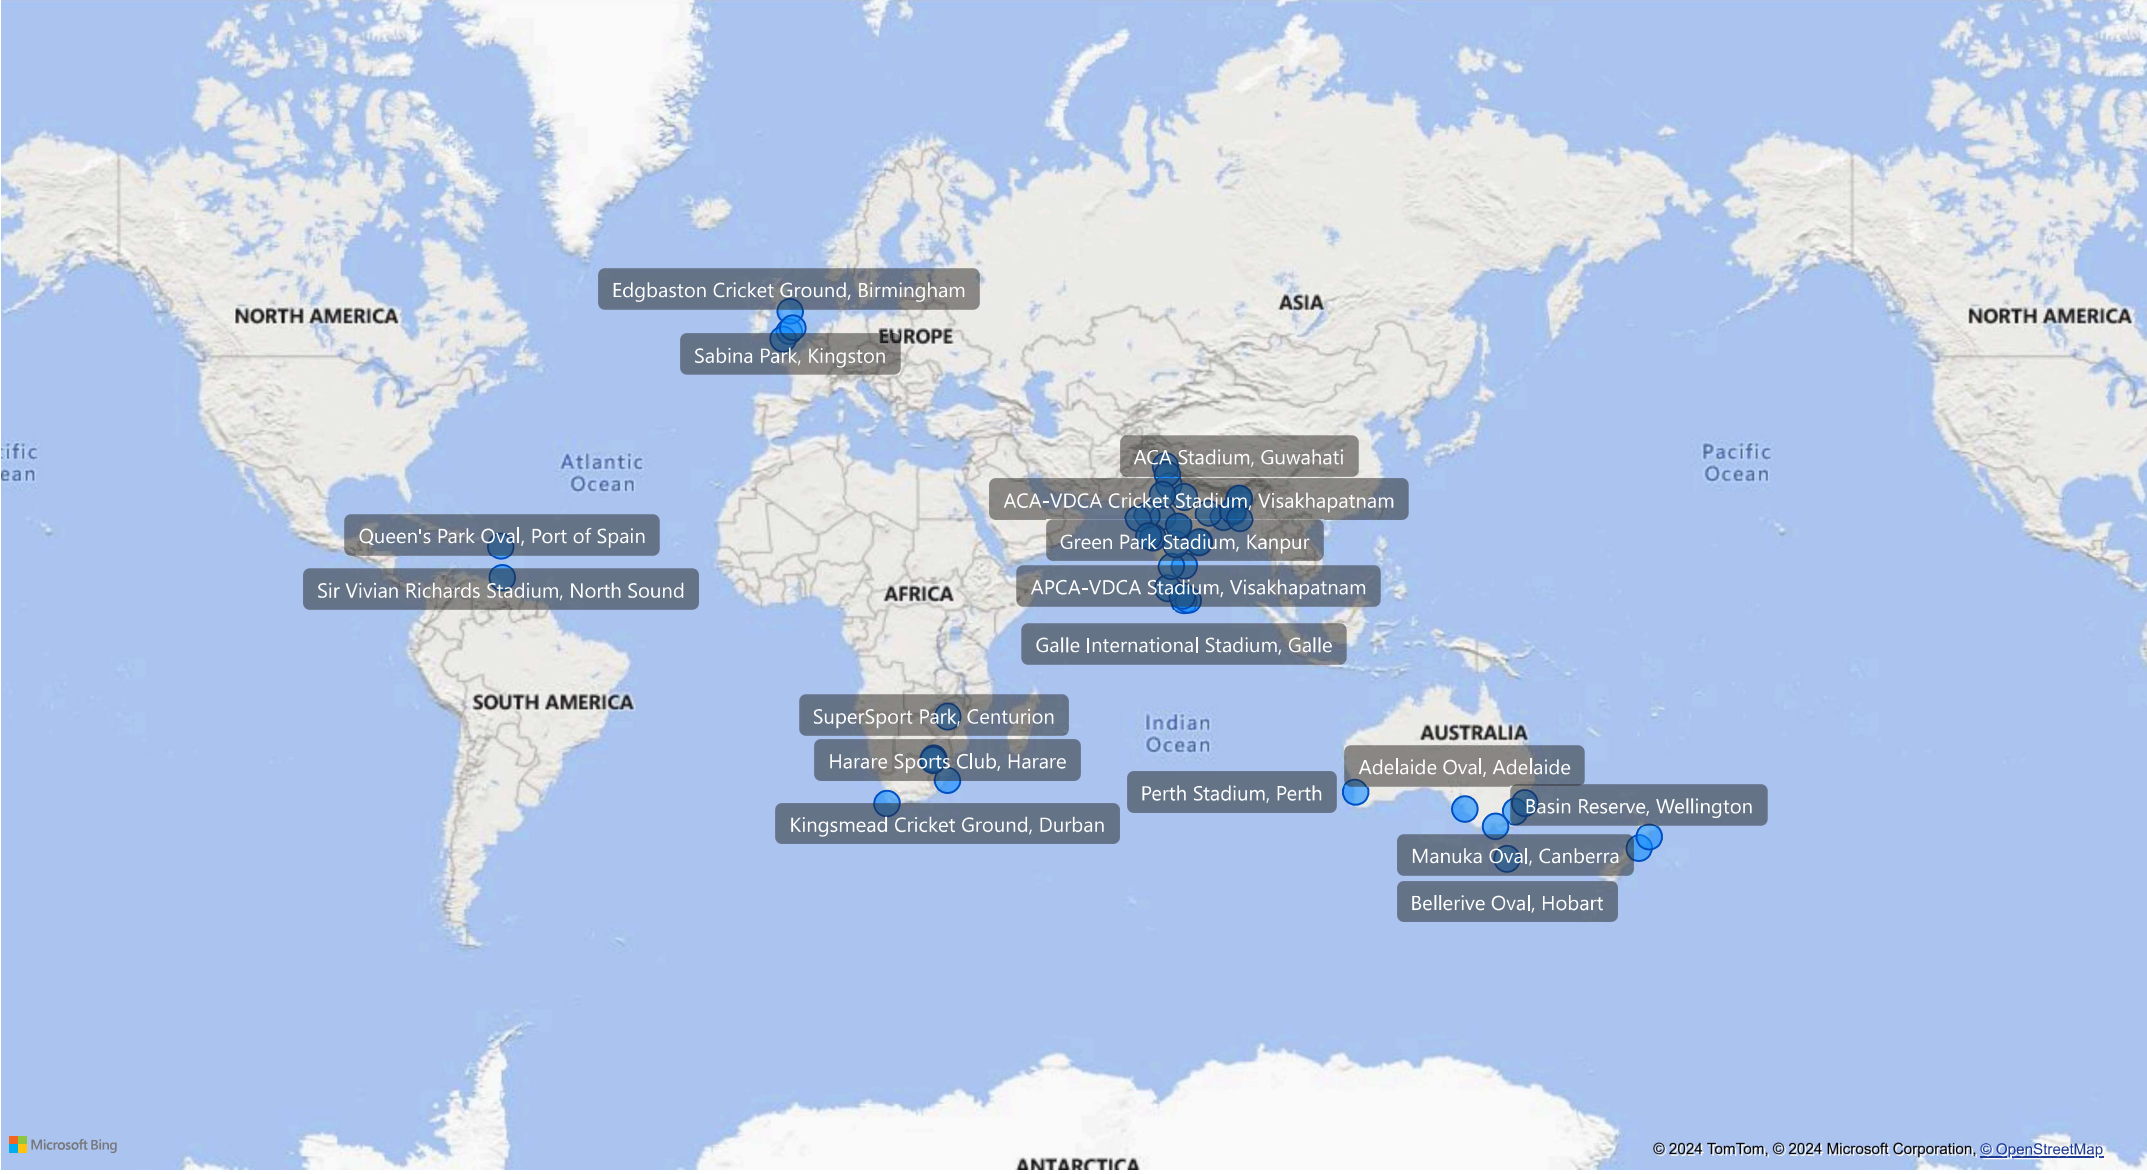 Edgbaston Cricket Ground, Birmingham
ASIA
NORTH AMERICA
NORTH AMERICA
EUROPE
Sabina Park, Kingston
ific
ean
Atlantic
Ocean
Pacific
Ocean
ACA Stadium, Guwahati
ACA-VDCA Cricket Stadium, Visakhapatnam
Queen's Park Oval, Port of Spain
Green Park Stadium, Kanpur
Sir Vivian Richards Stadium, North Sound
AFRICA
APCA-VDCA Stadium, Visakhapatnam
Galle International Stadium, Galle
SOUTH AMERICA
SuperSport Park, Centurion
Indian
Ocean
AUSTRALIA
Harare Sports Club, Harare
Adelaide Oval, Adelaide
Perth Stadium, Perth
Basin Reserve, Wellington
Kingsmead Cricket Ground, Durban
Manuka Oval, Canberra
Bellerive Oval, Hobart
Microsoft Bing
© 2024 TomTom, © 2024 Microsoft Corporation, © OpenStreetMap
ANTARCTICA